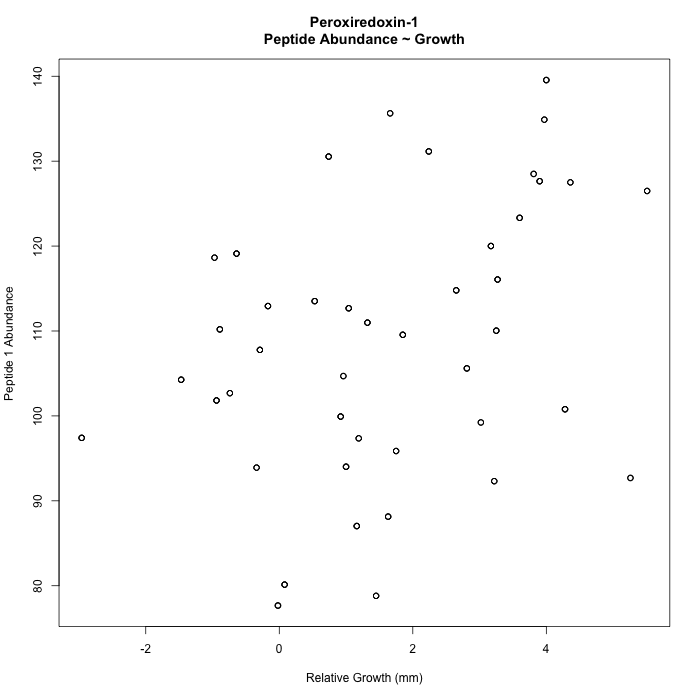 Peroxiredoxin-1
Peptide Abundance ~ Growth
140
130
120
110
100
90
80
Peptide 1 Abundance
-2
0
2
4
Relative Growth (mm)